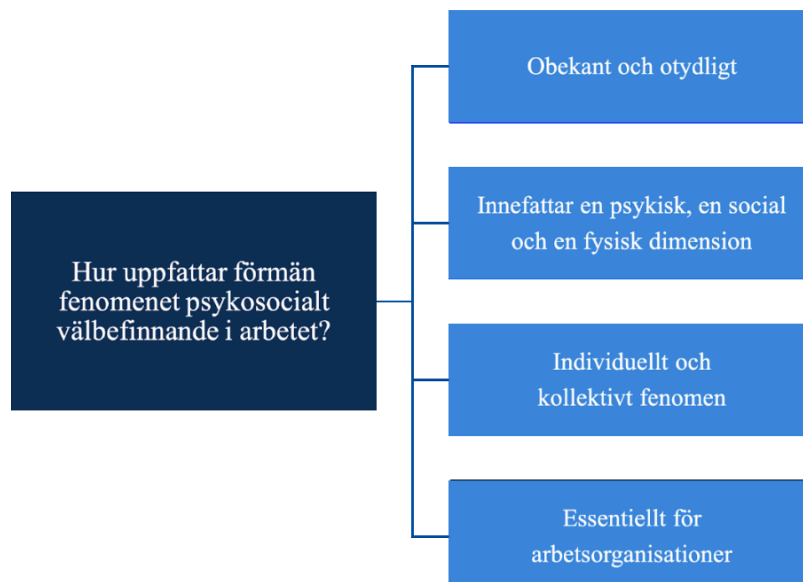 Hur uppfattar förmän
fenomenet psykosocialt
välbefinnande i arbetet?
Obekant och otydligt
Innefattar en psykisk, en social
och en fysisk dimension
Individuellt och
kollektivt fenomen
Essentiellt för
arbetsorganisationer